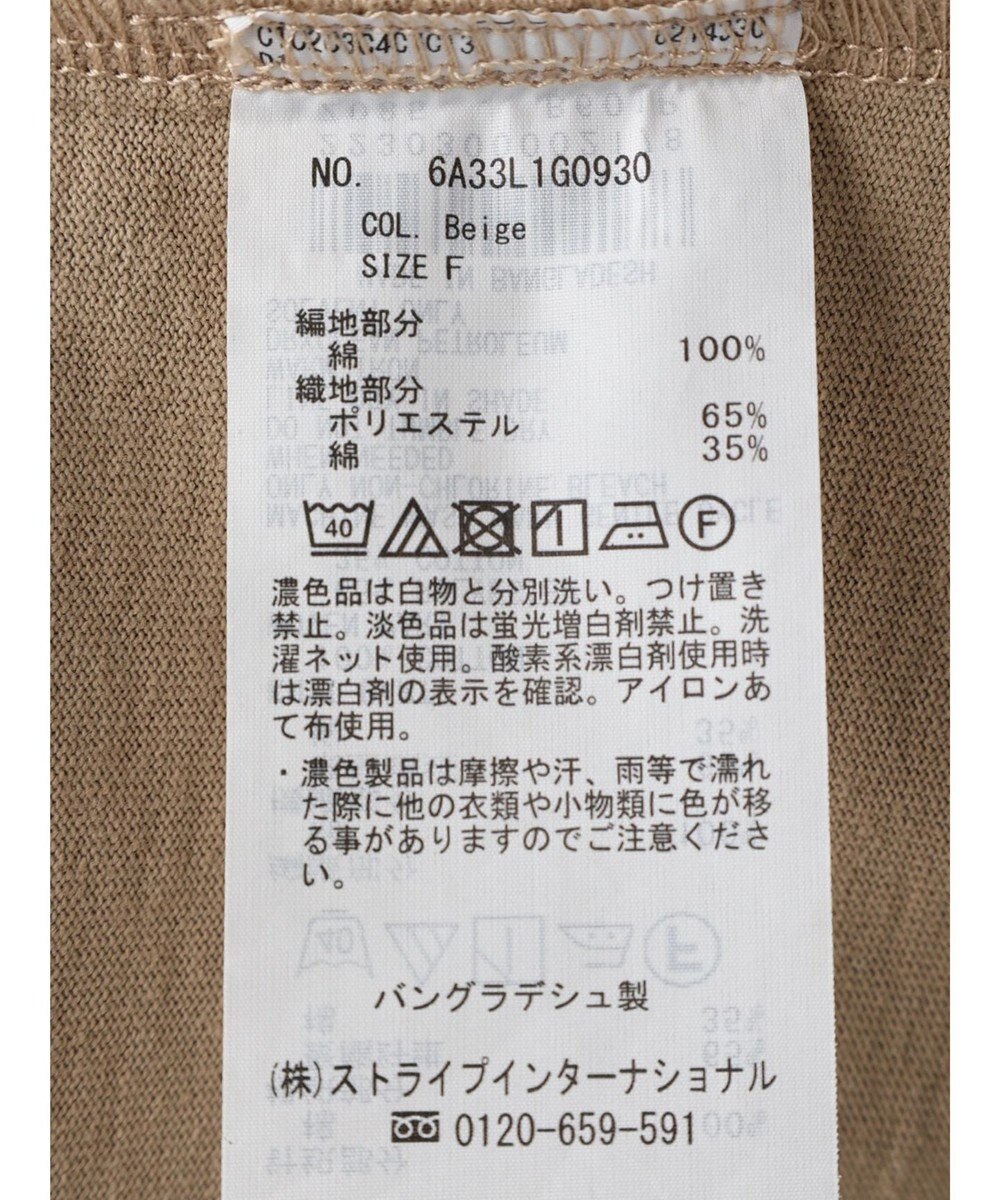 NO. 6A33L1G0930
COL. Beige
SIZE F
MADE IN BANGLADESH
編地部分
綿 100%
織地部分
ポリエステル 65%
綿 35%
40 F
濃色品は白物と分別洗い。つけ置き
禁止。淡色品は蛍光増白剤禁止。洗
濯ネット使用。酸素系漂白剤使用時
は漂白剤の表示を確認。アイロンあ
て布使用。
・濃色製品は摩擦や汗、雨等で濡れ
た際に他の衣類や小物類に色が移
る事がありますのでご注意くださ
い。
バングラデシュ製
(株)ストライプインターナショナル
0120-659-591